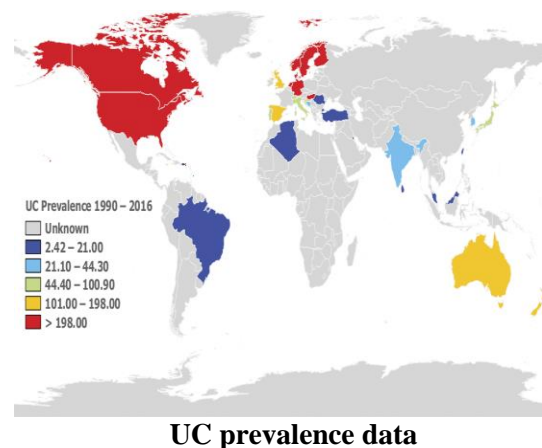 UC Prevalence 1990 – 2016
Unknown
2.42 – 21.00
21.10 – 44.30
44.40 – 100.90
101.00 – 198.00
> 198.00
UC prevalence data